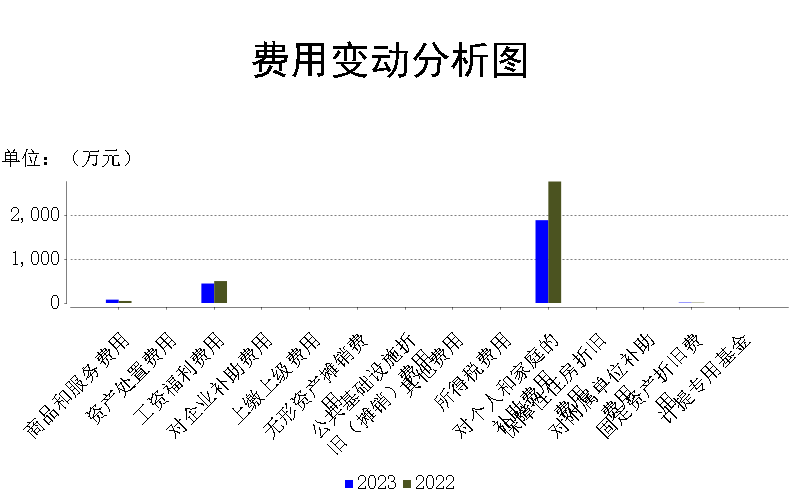 费用变动分析图
单位：（万元）
2,000
1,000
0
商品和服务费用
资产处置费用
工资福利费用
对企业补助费用
上缴上级费用
无形资产摊销费
用
公共基础设施折
旧（摊销）费用
其他费用
所得税费用
对个人和家庭的
补助费用
保障性住房折旧
费用
对附属单位补助
费用
固定资产折旧费
用
计提专用基金
2023
2022